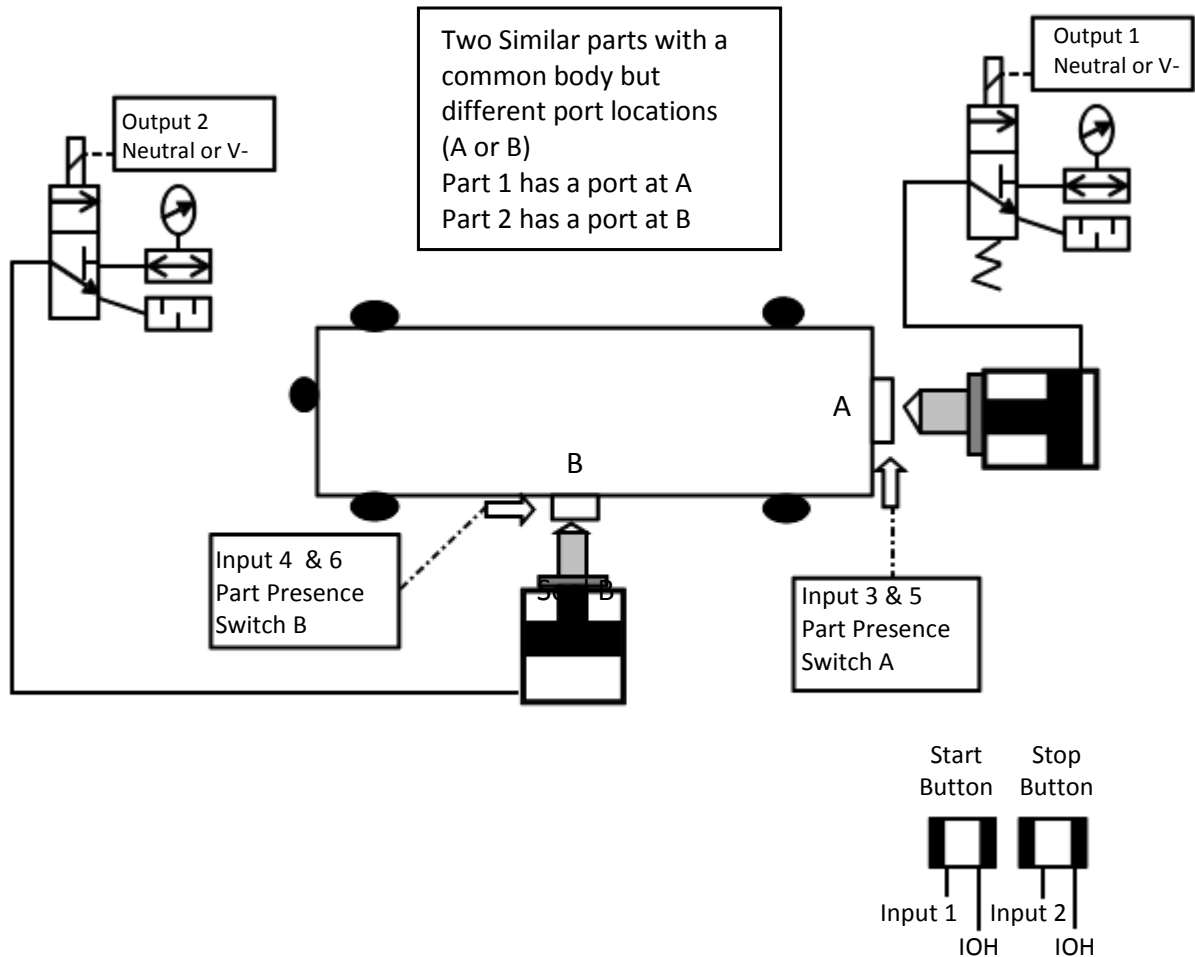 Two Similar parts with a
common body but
different port locations
(A or B)
Part 1 has a port at A
Part 2 has a port at B
Output 1
Neutral or V-
Output 2
Neutral or V-
A
B
Input 4 & 6
Part Presence
Switch B
B
Input 3 & 5
Part Presence
Switch A
Start
Button
Stop
Button
Input 1
Input 2
IOH
IOH